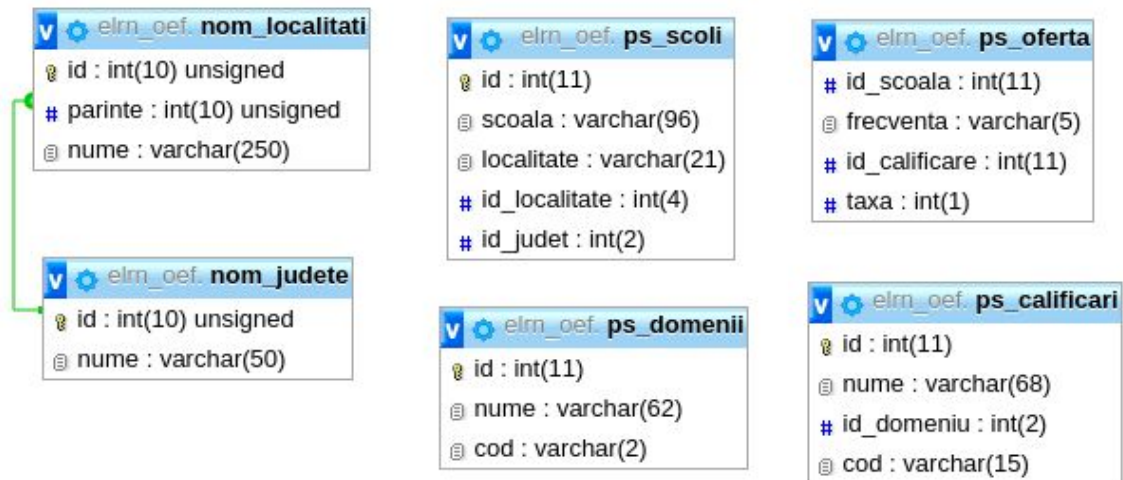 v elrn_oef. nom_localitati
id : int(10) unsigned
# parinte : int(10) unsigned
nume : varchar(250)
v elrn_oef. nom_judete
id : int(10) unsigned
nume : varchar(50)
v elrn_oef. ps_scoli
id : int(11)
scoala : varchar(96)
localitate : varchar(21)
# id_localitate : int(4)
# id_judet : int(2)
v elrn_oef. ps_domenii
id : int(11)
nume : varchar(62)
cod : varchar(2)
v elrn_oef. ps_oferta
# id_scoala : int(11)
frecventa : varchar(5)
# id_calificare : int(11)
# taxa : int(1)
v elrn_oef. ps_calificari
id : int(11)
nume : varchar(68)
# id_domeniu : int(2)
cod : varchar(15)